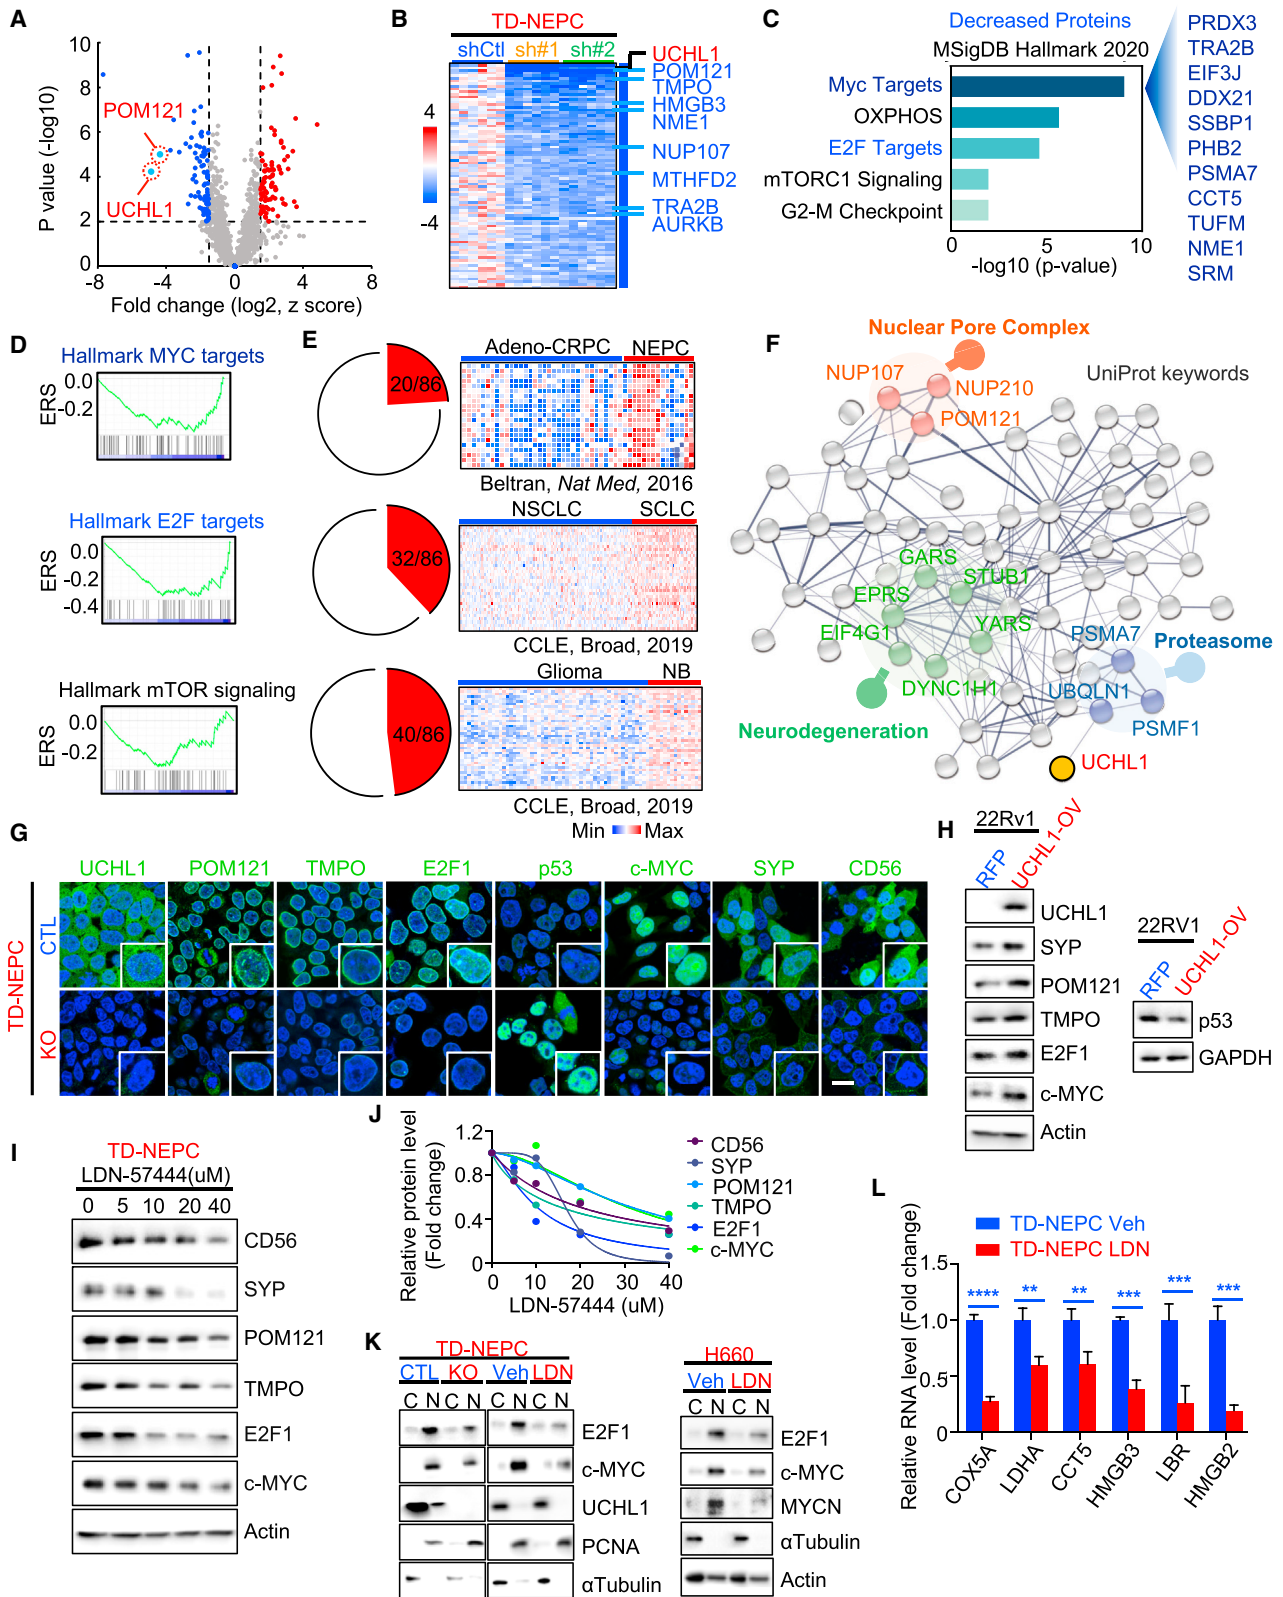 A
P value (-log10)
10
8
6
4
2
0
POM121
UCHL1
-8
-4
0
4
8
Fold change (log2, z score)
B
TD-NEPC
shCtl sh#1 sh#2
4
-4
UCHL1
POM121
TMPO
HMGB3
NME1
NUP107
MTHFD2
TRA2B
AURKB
C
Decreased Proteins
MSigDB Hallmark 2020
Myc Targets
OXPHOS
E2F Targets
mTORC1 Signaling
G2-M Checkpoint
0 5 10
-log10 (p-value)
PRDX3
TRA2B
EIF3J
DDX21
SSBP1
PHB2
PSMA7
CCT5
TUFM
NME1
SRM
D
Hallmark MYC targets
ERS
0.0
-0.2
Hallmark E2F targets
ERS
0.0
-0.2
-0.4
Hallmark mTOR signaling
ERS
0.0
-0.2
E
20/86
Adeno-CRPC NEPC
Beltran, Nat Med, 2016
32/86
NSCLC SCLC
CCLE, Broad, 2019
40/86
Glioma NB
CCLE, Broad, 2019
Min Max
F
Nuclear Pore Complex
UniProt keywords
NUP107
NUP210
POM121
GARS
STUB1
EPRS
EIF4G1
YARS
DYNC1H1
Neurodegeneration
PSMA7
Proteasome
UBQLN1
PSMF1
UCHL1
G
UCHL1 POM121 TMPO E2F1 p53 c-MYC SYP CD56
TD-NEPC
CTL
KO
H
22Rv1
RFP
UCHL1-OV
UCHL1
SYP
POM121
TMPO
E2F1
c-MYC
Actin
22RV1
RFP
UCHL1-OV
p53
GAPDH
I
TD-NEPC
LDN-57444(uM)
0 5 10 20 40
CD56
SYP
POM121
TMPO
E2F1
c-MYC
Actin
J
Relative protein level
(Fold change)
1.2
0.8
0.4
0
0 10 20 30 40
LDN-57444 (uM)
CD56
SYP
POM121
TMPO
E2F1
c-MYC
K
TD-NEPC
CTL KO Veh LDN
C N C N C N C N
E2F1
c-MYC
UCHL1
PCNA
αTubulin
H660
Veh LDN
C N C N
E2F1
c-MYC
MYCN
αTubulin
Actin
L
TD-NEPC Veh
TD-NEPC LDN
Relative RNA level (Fold change)
1.5
1.0
0.5
0
**** ** ** *** *** ***
COX5A
LDHA
CCT5
HMGB3
LBR
HMGB2